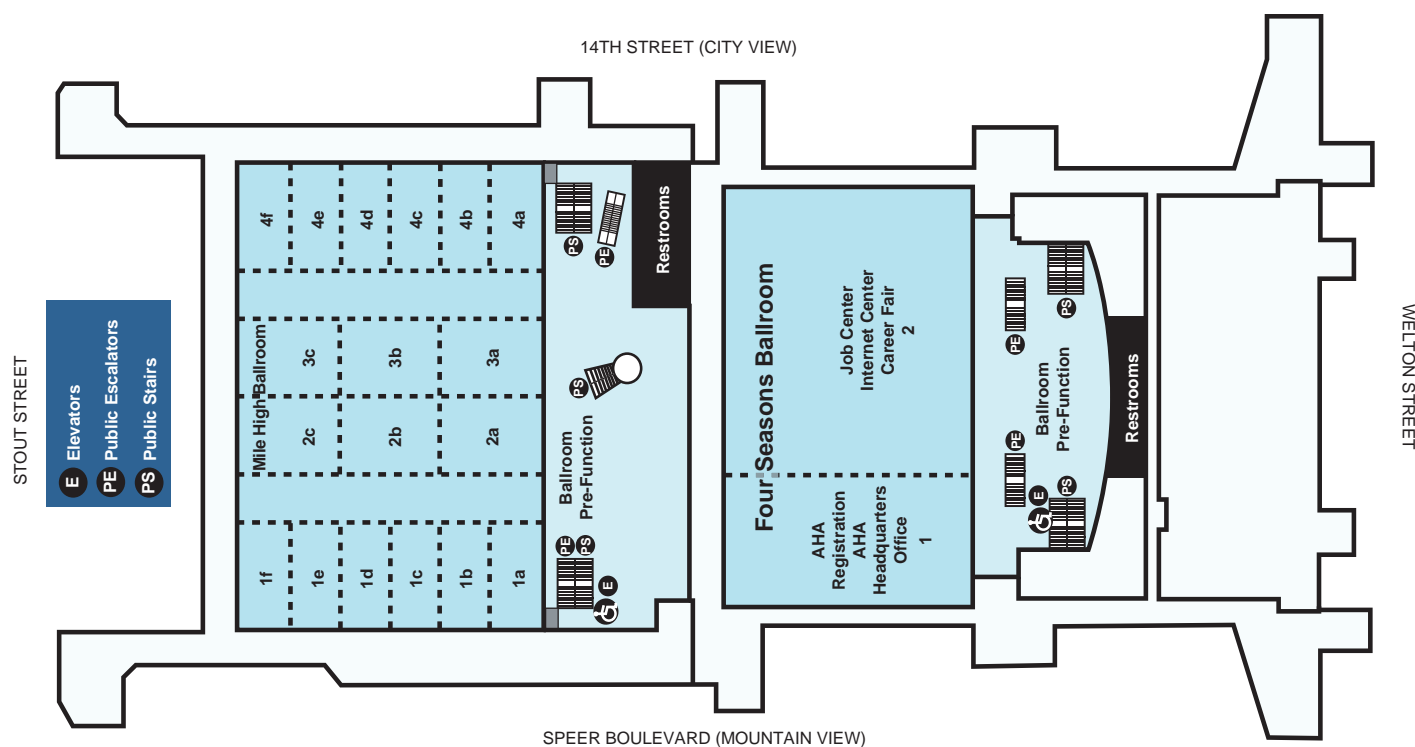 14TH STREET (CITY VIEW)
STOUT STREET
E Elevators
PE Public Escalators
PS Public Stairs
4f
4e
4d
4c
4b
4a
Mile High Ballroom
3c
3b
3a
2c
2b
2a
1f
1e
1d
1c
1b
1a
PS
PE
Restrooms
PS
Ballroom
Pre-Function
PE
PS
E
Four Seasons Ballroom
Job Center
Internet Center
Career Fair
2
AHA
Registration
AHA
Headquarters
Office
1
PE
PS
Ballroom
Pre-Function
PE
E
PS
Restrooms
WELTON STREET
SPEER BOULEVARD (MOUNTAIN VIEW)